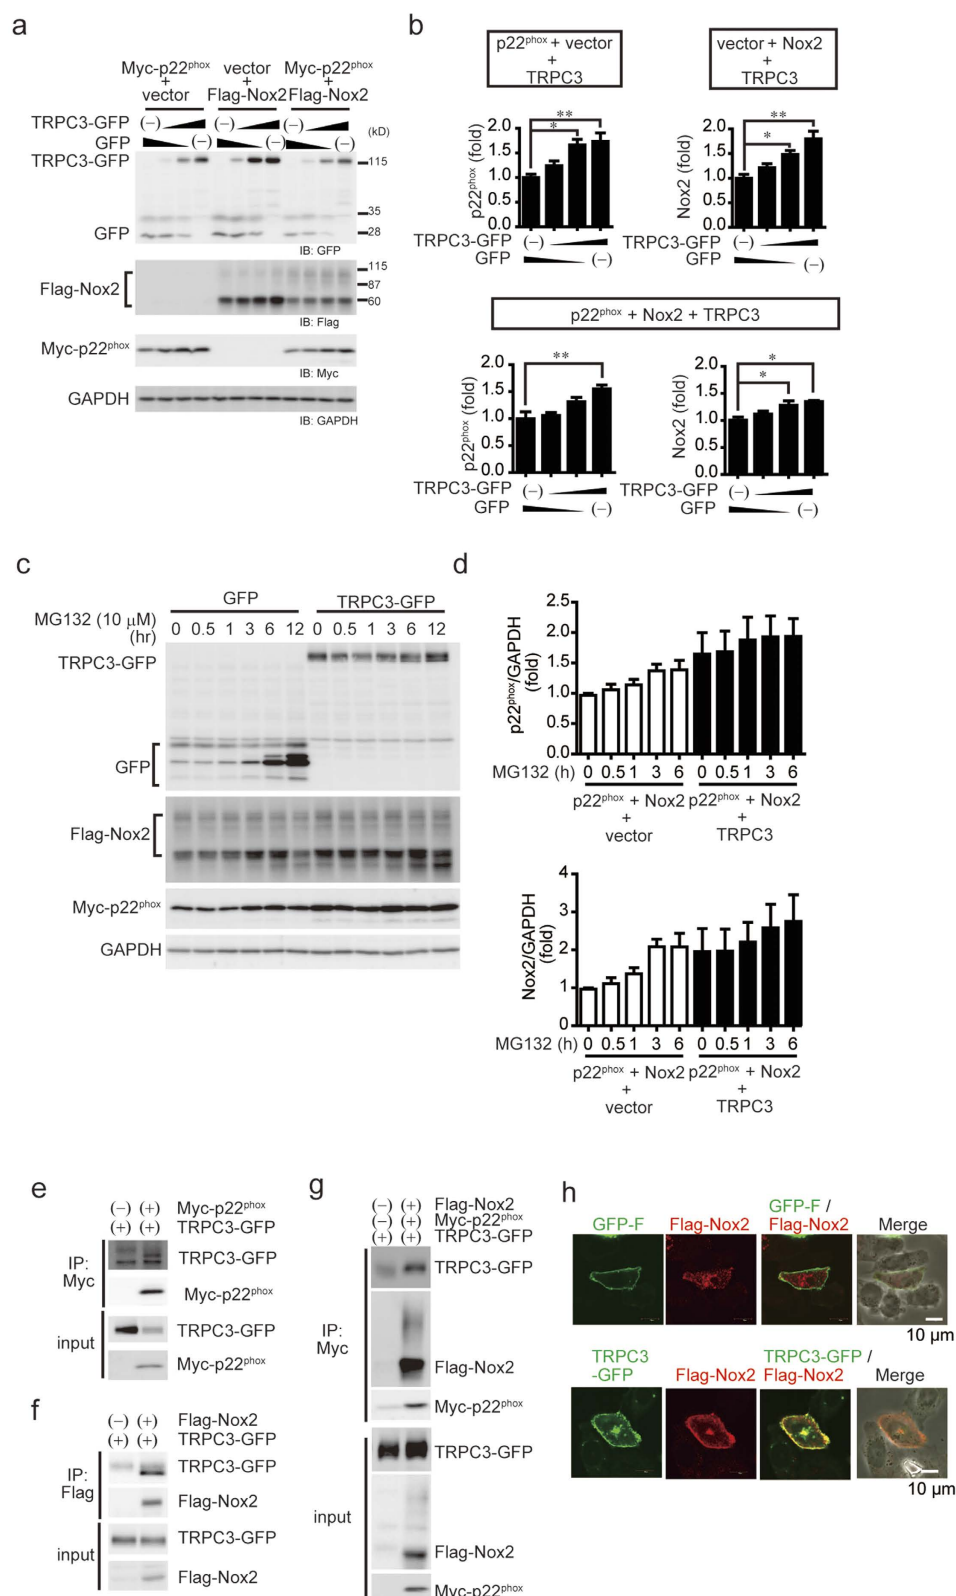 a
Myc-p22phox
+
vector
vector
+
Flag-Nox2
Myc-p22phox
+
Flag-Nox2
TRPC3-GFP (−) (−) (−) (kD)
GFP (−) (−) (−)
TRPC3-GFP 115
35
GFP 28
IB: GFP
115
Flag-Nox2 87
60
IB: Flag
Myc-p22phox
IB: Myc
GAPDH
IB: GAPDH
b
p22phox + vector
+
TRPC3
p22phox (fold)
2.0
1.5
1.0
0.5
0.0
*
**
TRPC3-GFP (−)
GFP (−)
vector + Nox2
+
TRPC3
Nox2 (fold)
2.0
1.5
1.0
0.5
0.0
*
**
TRPC3-GFP (−)
GFP (−)
p22phox + Nox2 + TRPC3
p22phox (fold)
2.0
1.5
1.0
0.5
0.0
**
TRPC3-GFP (−)
GFP (−)
Nox2 (fold)
2.0
1.5
1.0
0.5
0.0
*
*
TRPC3-GFP (−)
GFP (−)
c
GFP TRPC3-GFP
MG132 (10 μM)
(hr)
0 0.5 1 3 6 12 0 0.5 1 3 6 12
TRPC3-GFP
GFP
Flag-Nox2
Myc-p22phox
GAPDH
d
p22phox/GAPDH
(fold)
2.5
2.0
1.5
1.0
0.5
0.0
MG132 (h) 0 0.5 1 3 6 0 0.5 1 3 6
p22phox + Nox2 p22phox + Nox2
+ +
vector TRPC3
Nox2/GAPDH
(fold)
4
3
2
1
0
MG132 (h) 0 0.5 1 3 6 0 0.5 1 3 6
p22phox + Nox2 p22phox + Nox2
+ +
vector TRPC3
e
(−) (+) Myc-p22phox
(+) (+) TRPC3-GFP
IP:
Myc
TRPC3-GFP
Myc-p22phox
input
TRPC3-GFP
Myc-p22phox
f
(−) (+) Flag-Nox2
(+) (+) TRPC3-GFP
IP:
Flag
TRPC3-GFP
Flag-Nox2
input
TRPC3-GFP
Flag-Nox2
g
(−) (+) Flag-Nox2
(−) (+) Myc-p22phox
(+) (+) TRPC3-GFP
IP:
Myc
TRPC3-GFP
Flag-Nox2
Myc-p22phox
input
TRPC3-GFP
Flag-Nox2
Myc-p22phox
h
GFP-F
Flag-Nox2
GFP-F /
Flag-Nox2
Merge
10 μm
TRPC3
-GFP
Flag-Nox2
TRPC3-GFP /
Flag-Nox2
Merge
10 μm